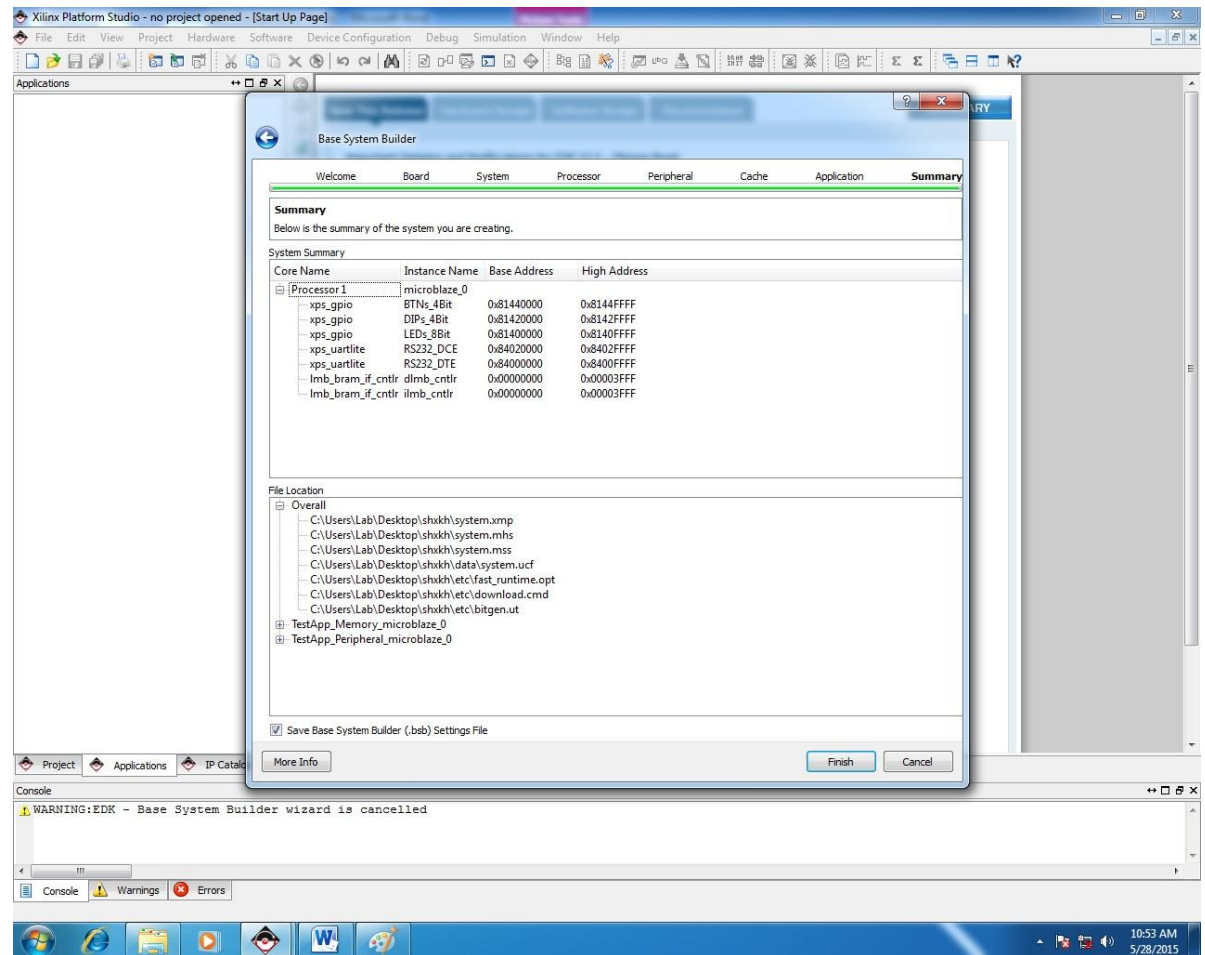 Xilinx Platform Studio - no project opened - [Start Up Page]
File Edit View Project Hardware Software Device Configuration Debug Simulation Window Help
Applications
Base System Builder
Welcome Board System Processor Peripheral Cache Application Summary
Summary
Below is the summary of the system you are creating.
System Summary
Core Name Instance Name Base Address High Address
Processor 1 microblaze_0
xps_gpio BTNs_4Bit 0x81440000 0x8144FFFF
xps_gpio DIPs_4Bit 0x81420000 0x8142FFFF
xps_gpio LEDs_8Bit 0x81400000 0x8140FFFF
xps_uartlite RS232_DCE 0x84020000 0x8402FFFF
xps_uartlite RS232_DTE 0x84000000 0x8400FFFF
lmb_bram_if_cntlr dlmb_cntlr 0x00000000 0x00003FFF
lmb_bram_if_cntlr ilmb_cntlr 0x00000000 0x00003FFF
File Location
Overall
C:\Users\Lab\Desktop\shxkh\system.xmp
C:\Users\Lab\Desktop\shxkh\system.mhs
C:\Users\Lab\Desktop\shxkh\system.mss
C:\Users\Lab\Desktop\shxkh\data\system.ucf
C:\Users\Lab\Desktop\shxkh\etc\fast_runtime.opt
C:\Users\Lab\Desktop\shxkh\etc\download.cmd
C:\Users\Lab\Desktop\shxkh\etc\bitgen.ut
TestApp_Memory_microblaze_0
TestApp_Peripheral_microblaze_0
Save Base System Builder (.bsb) Settings File
More Info Finish Cancel
Project Applications IP Catalo
Console
WARNING:EDK - Base System Builder wizard is cancelled
Console Warnings Errors
10:53 AM
5/28/2015